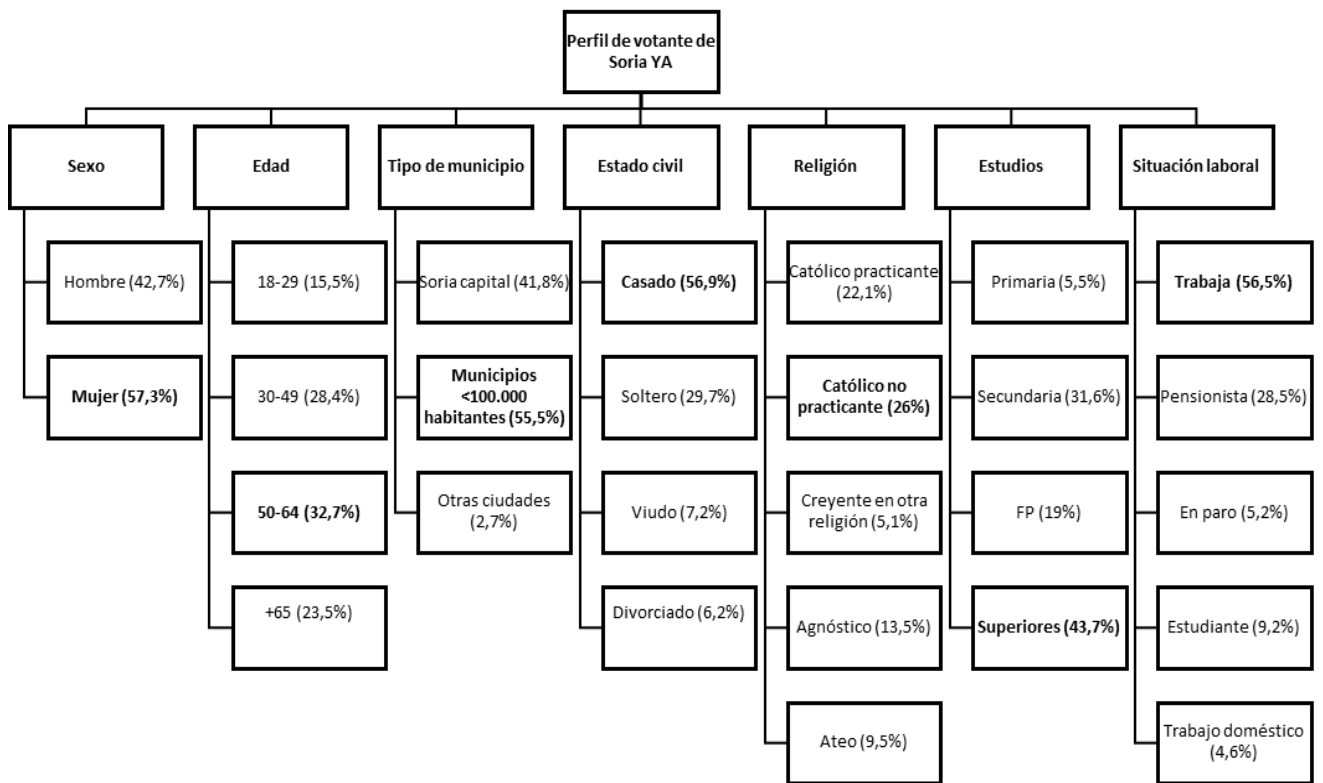 Perfil de votante de
Soria YA
Sexo
Edad
Tipo de municipio
Estado civil
Religión
Estudios
Situación laboral
Hombre (42,7%)
18-29 (15,5%)
Soria capital (41,8%)
Casado (56,9%)
Católico practicante
(22,1%)
Primaria (5,5%)
Trabaja (56,5%)
Mujer (57,3%)
30-49 (28,4%)
Municipios
<100.000
habitantes (55,5%)
Soltero (29,7%)
Católico no
practicante (26%)
Secundaria (31,6%)
Pensionista (28,5%)
50-64 (32,7%)
Otras ciudades
(2,7%)
Viudo (7,2%)
Creyente en otra
religión (5,1%)
FP (19%)
En paro (5,2%)
+65 (23,5%)
Divorciado (6,2%)
Agnóstico (13,5%)
Superiores (43,7%)
Estudiante (9,2%)
Ateo (9,5%)
Trabajo doméstico
(4,6%)